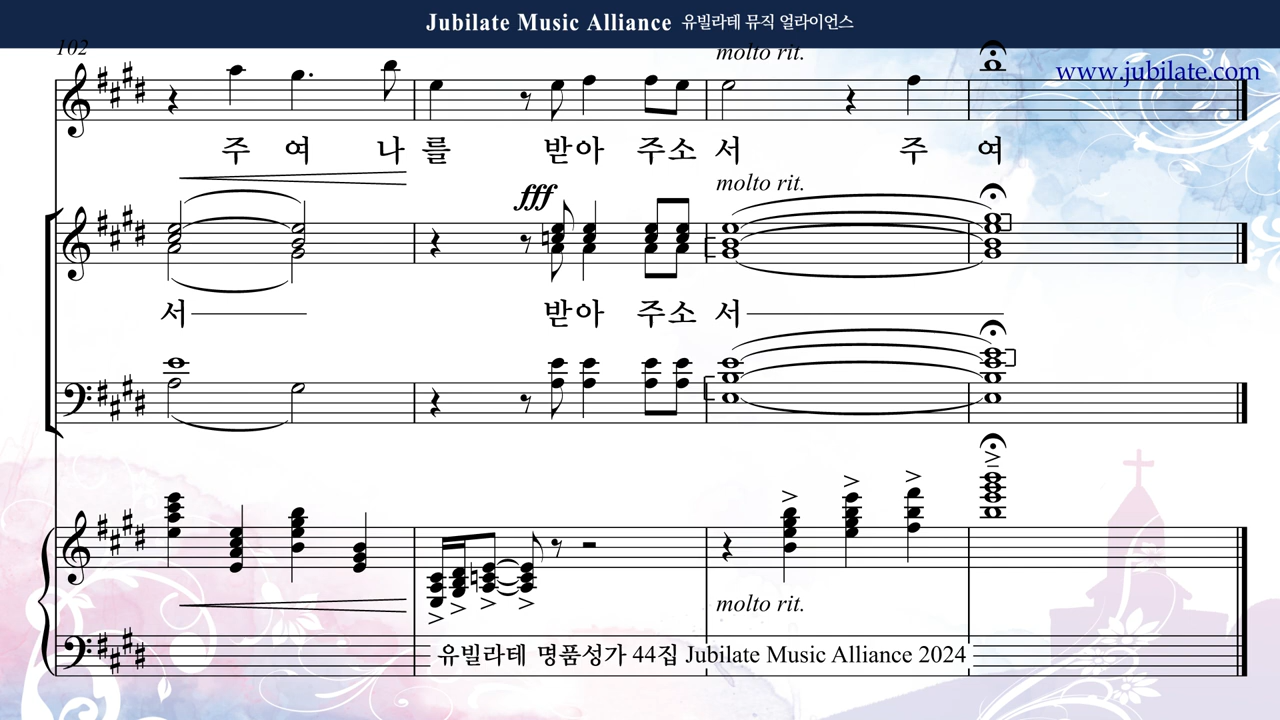 Jubilate Music Alliance 유빌라테 뮤직 얼라이언스
102
molto rit.
www.jubilate.com
주 여 나 를 받아 주소 서 주 여
molto rit.
fff
서 받아 주소 서
molto rit.
유빌라테 명품성가 44집 Jubilate Music Alliance 2024